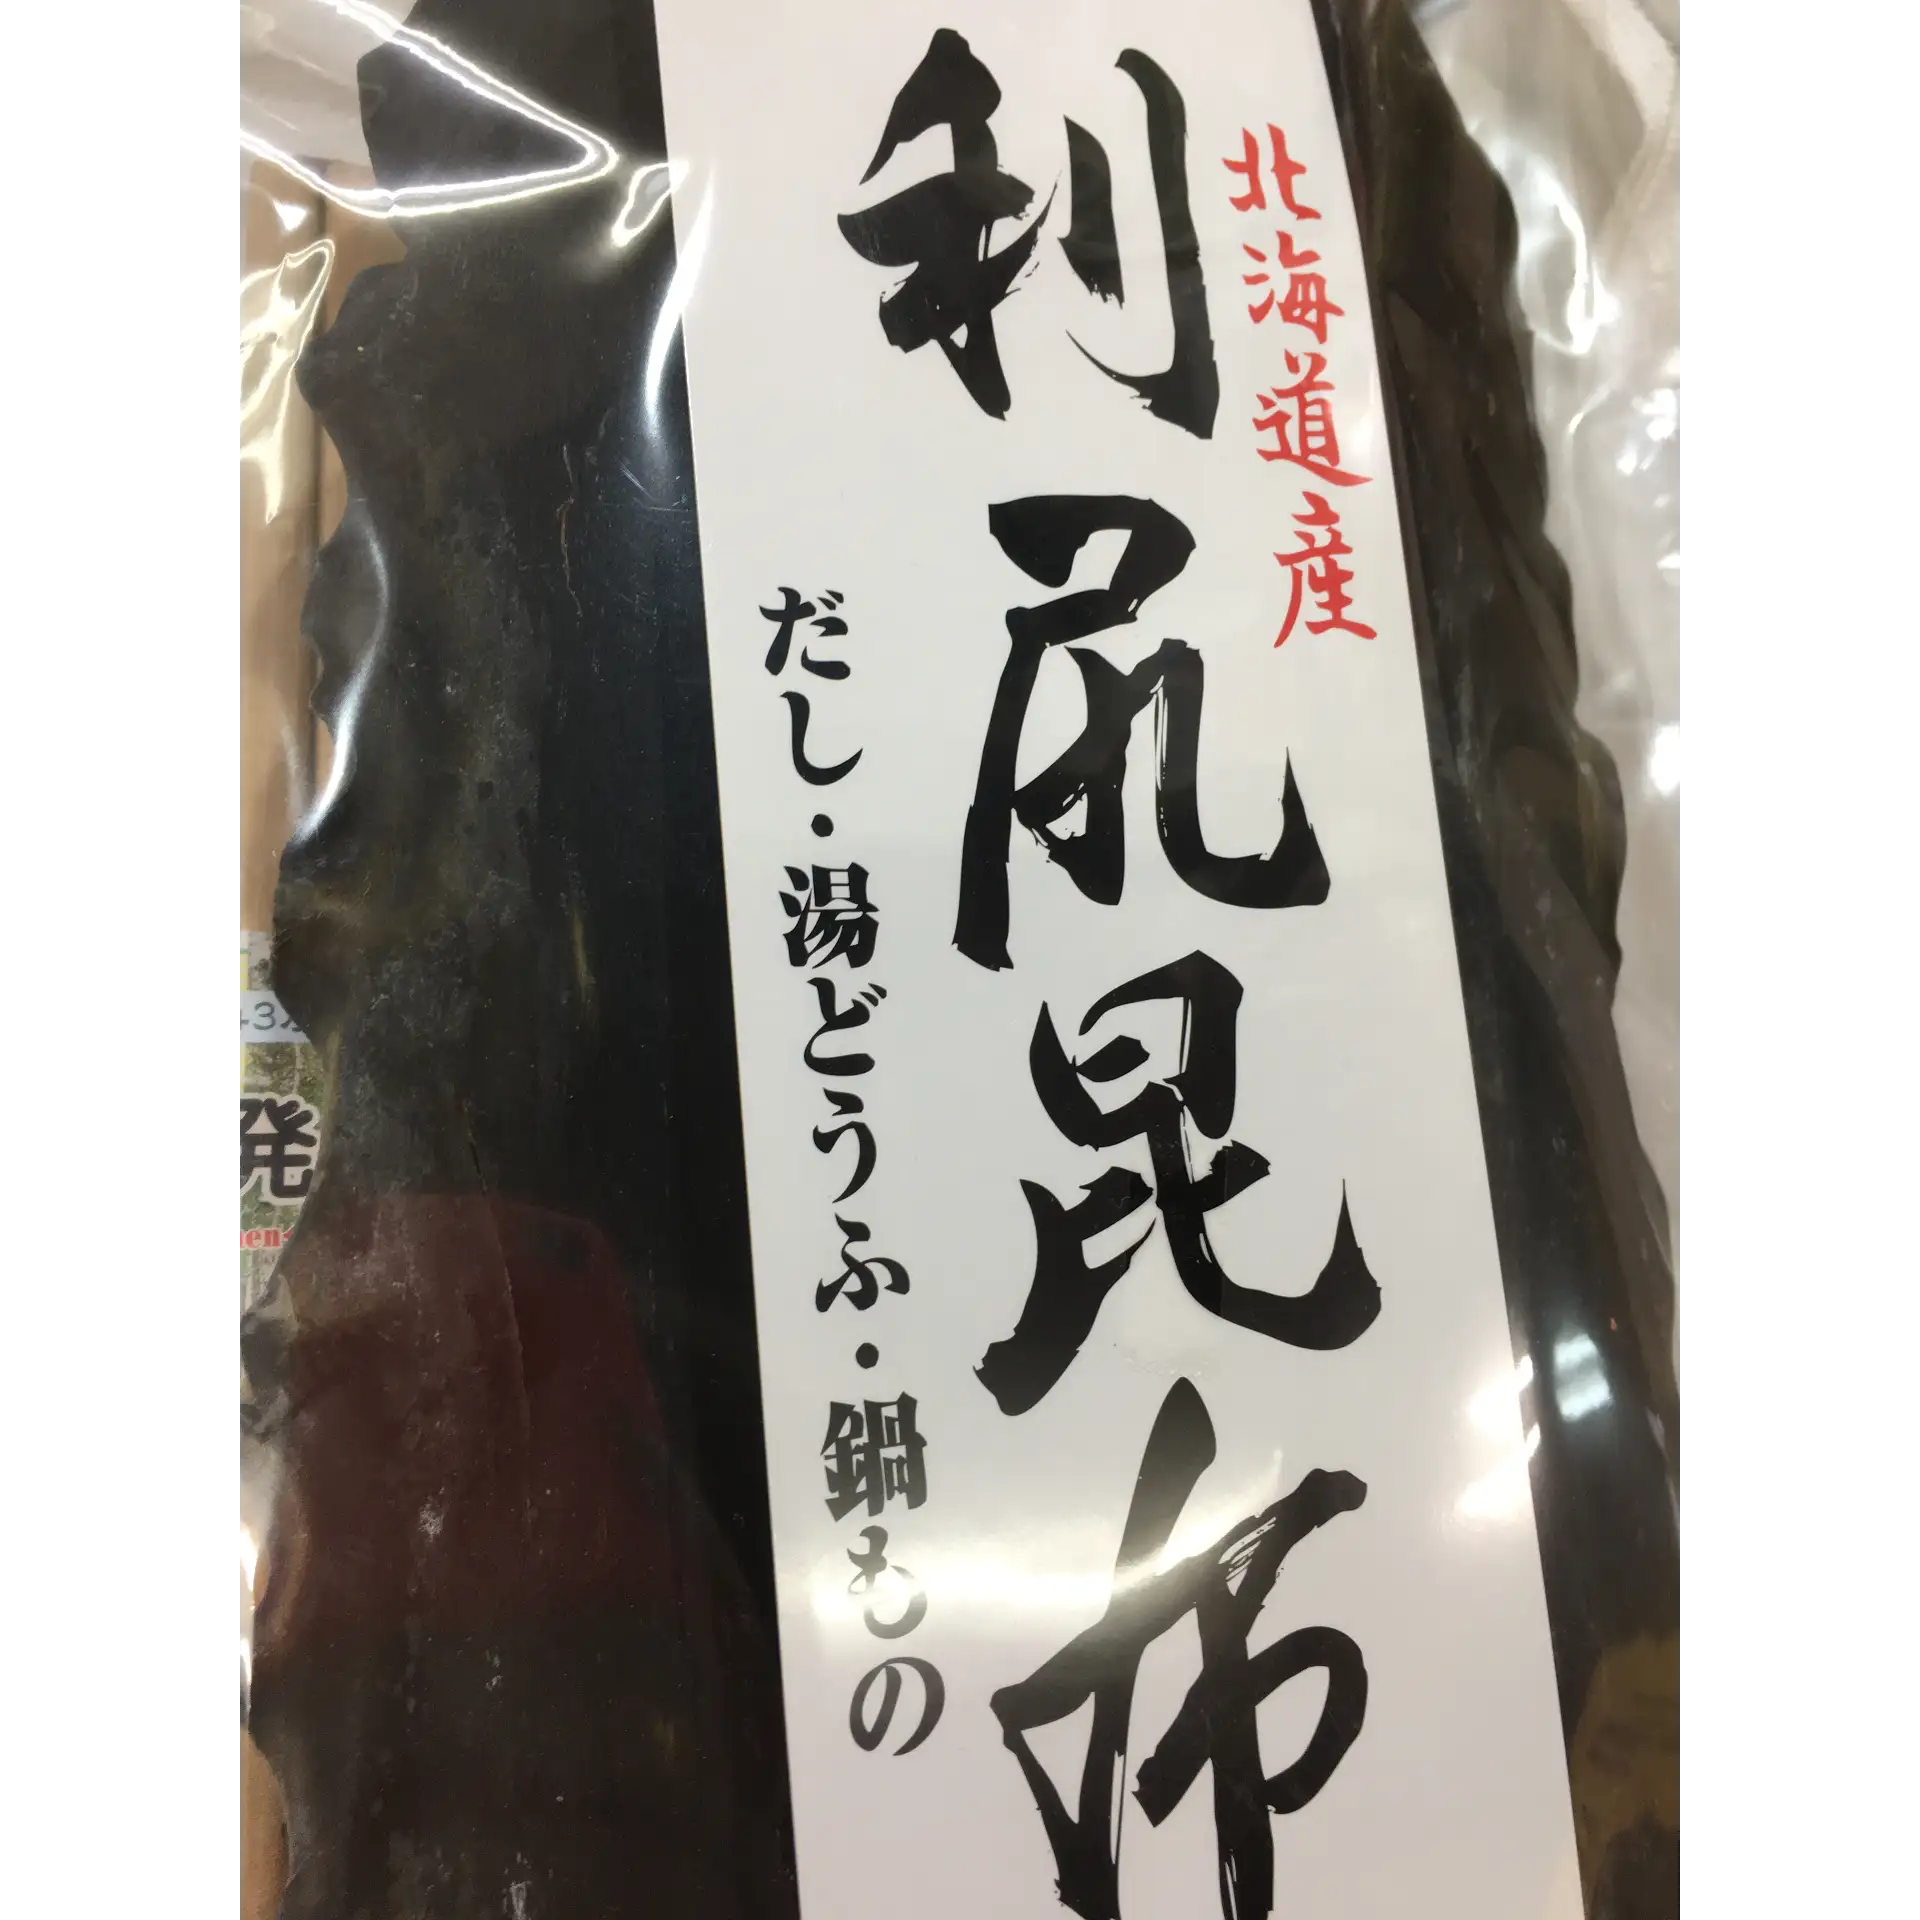 北海道産
利尻昆布
だし・湯どうふ・鍋もの
発